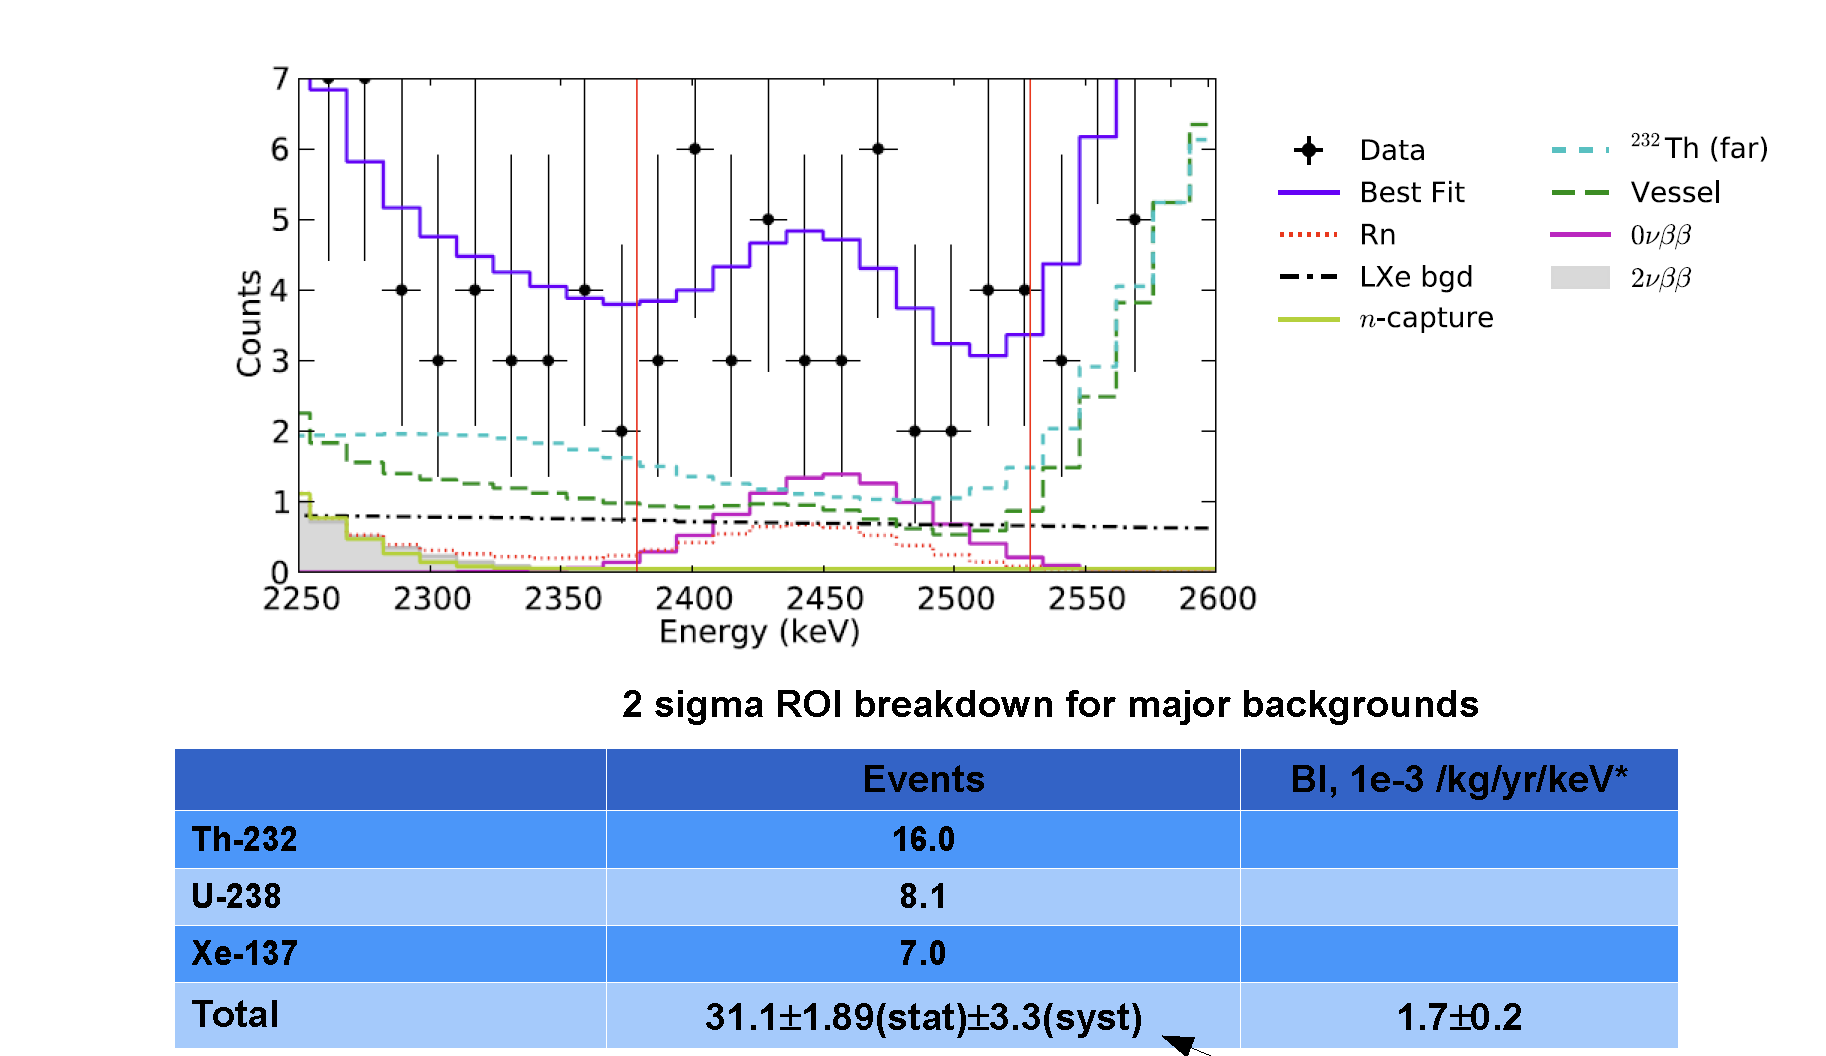 7
6
5
4
3
2
1
0
Counts
2250 2300 2350 2400 2450 2500 2550 2600
Energy (keV)
Data
Best Fit
Rn
LXe bgd
n-capture
²³²Th (far)
Vessel
0νββ
2νββ
2 sigma ROI breakdown for major backgrounds
Events BI, 1e-3 /kg/yr/keV*
Th-232 16.0
U-238 8.1
Xe-137 7.0
Total 31.1±1.89(stat)±3.3(syst) 1.7±0.2